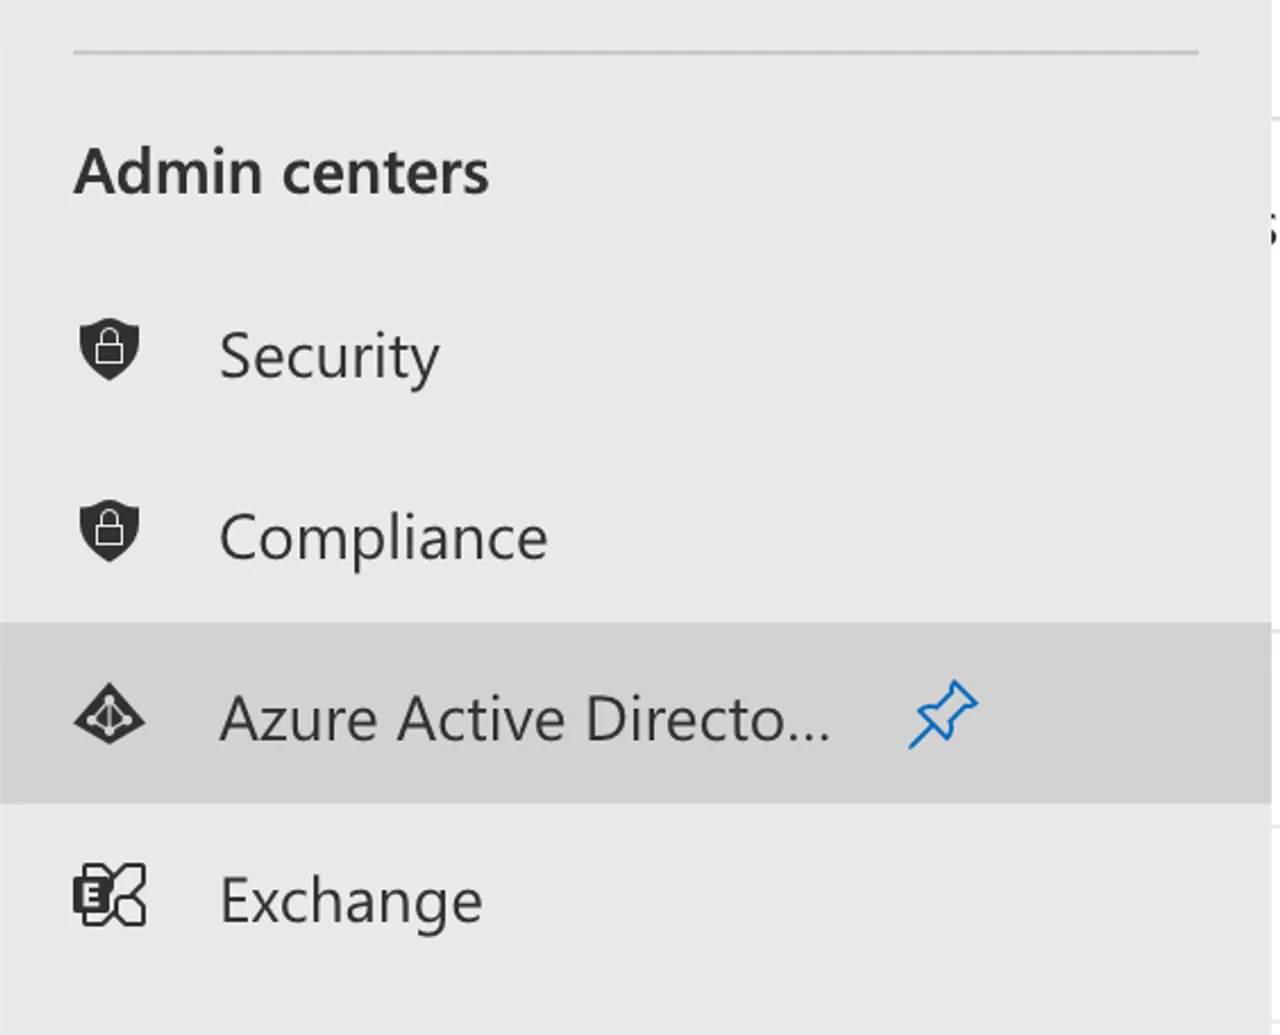 Admin centers
Security
Compliance
Azure Active Directo...
E
Exchange